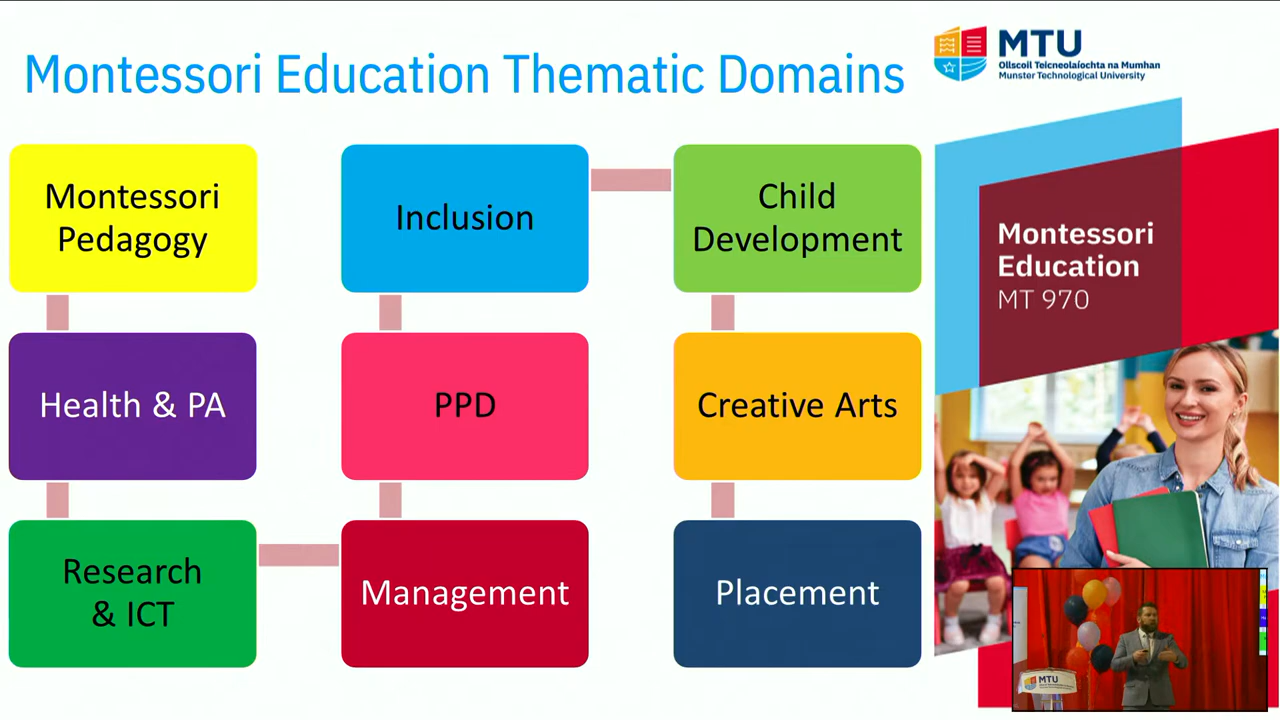 Montessori Education Thematic Domains
MTU
Ollscoil Teicneolaíochta na Mumhan
Munster Technological University
Montessori
Pedagogy
Inclusion
Child
Development
Health & PA
PPD
Creative Arts
Research
& ICT
Management
Placement
Montessori
Education
MT 970
MTU